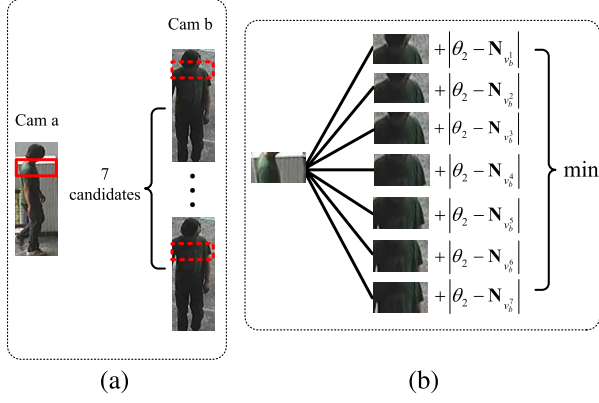 Cam b
Cam a
7
candidates
+|θ₂ − N_{v_b^1}|
+|θ₂ − N_{v_b^2}|
+|θ₂ − N_{v_b^3}|
+|θ₂ − N_{v_b^4}|
+|θ₂ − N_{v_b^5}|
+|θ₂ − N_{v_b^6}|
+|θ₂ − N_{v_b^7}|
min
(a)
(b)